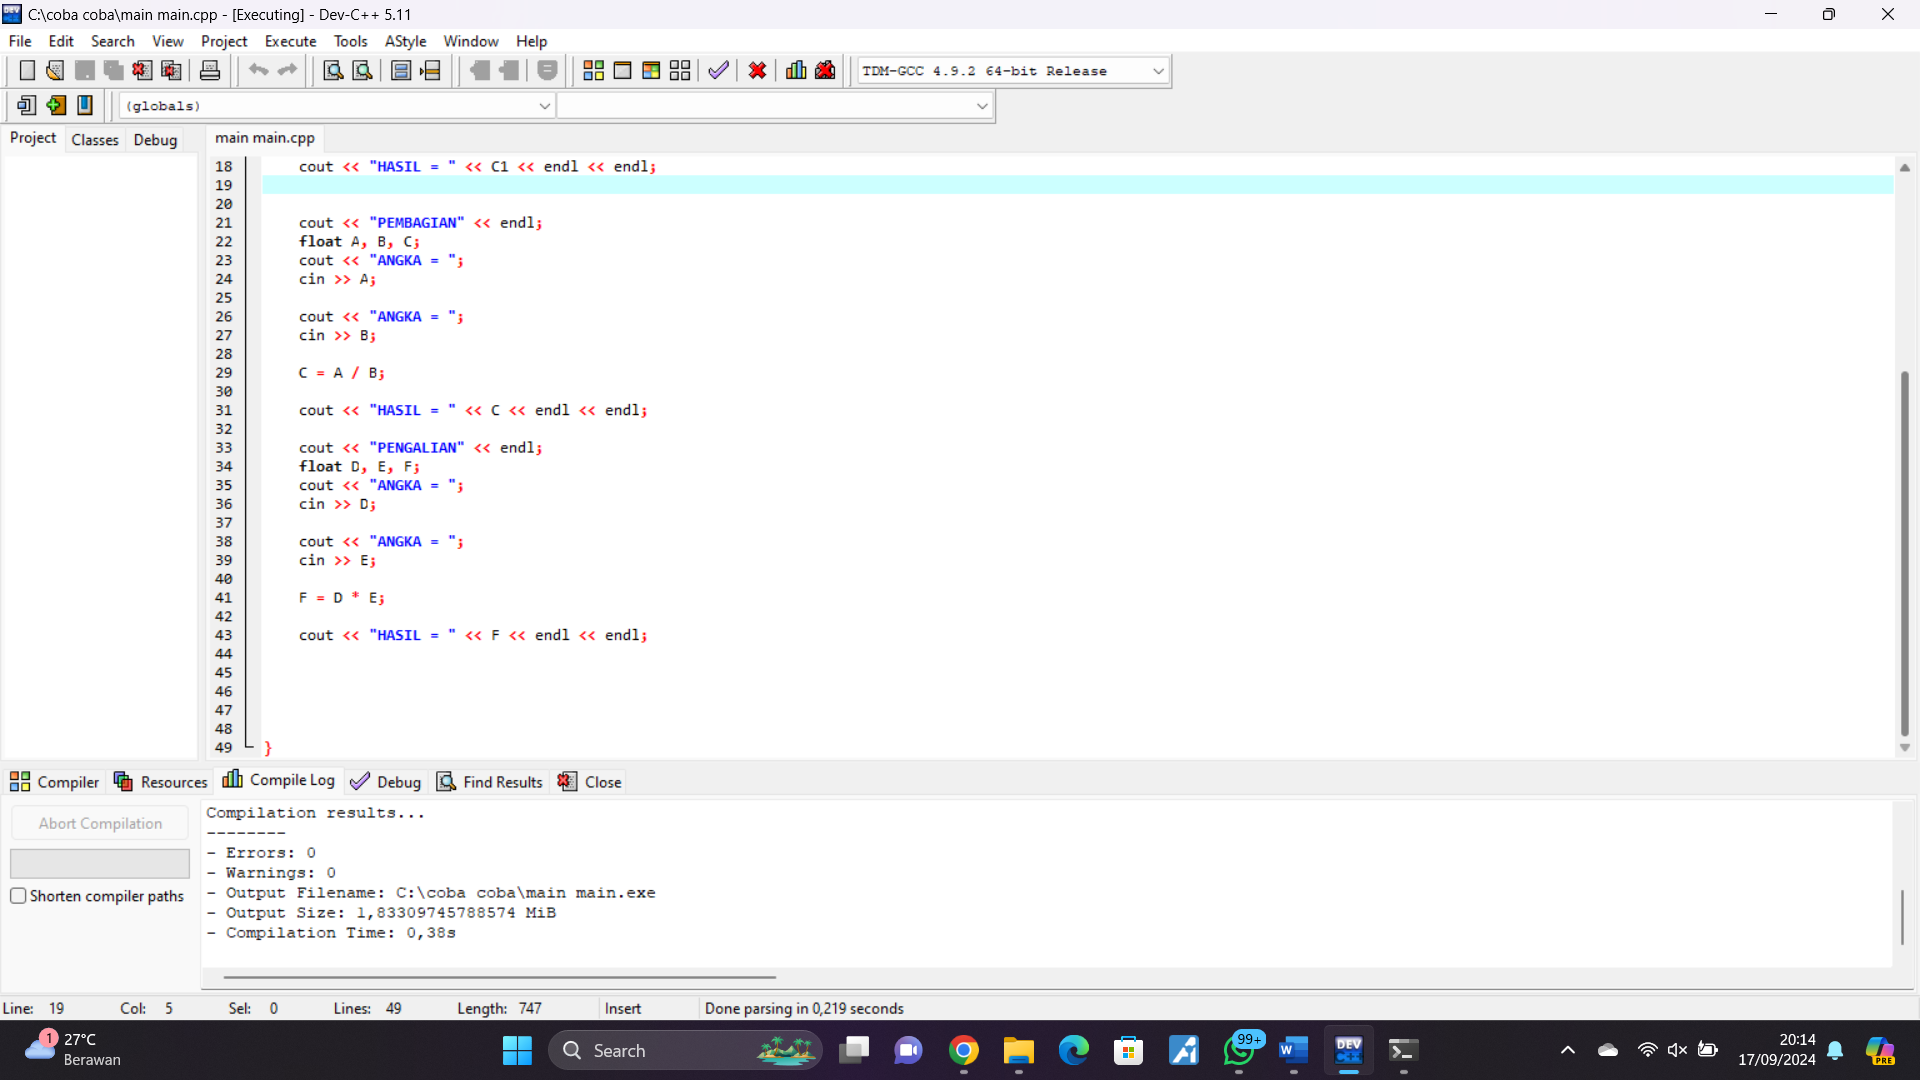 C:\coba coba\main main.cpp - [Executing] - Dev-C++ 5.11
File Edit Search View Project Execute Tools AStyle Window Help
TDM-GCC 4.9.2 64-bit Release
(globals)
Project Classes Debug main main.cpp
18 cout << "HASIL = " << C1 << endl << endl;
19
20
21 cout << "PEMBAGIAN" << endl;
22 float A, B, C;
23 cout << "ANGKA = ";
24 cin >> A;
25
26 cout << "ANGKA = ";
27 cin >> B;
28
29 C = A / B;
30
31 cout << "HASIL = " << C << endl << endl;
32
33 cout << "PENGALIAN" << endl;
34 float D, E, F;
35 cout << "ANGKA = ";
36 cin >> D;
37
38 cout << "ANGKA = ";
39 cin >> E;
40
41 F = D * E;
42
43 cout << "HASIL = " << F << endl << endl;
44
45
46
47
48
49 }
Compiler Resources Compile Log Debug Find Results Close
Abort Compilation
Shorten compiler paths
Compilation results...
--------
- Errors: 0
- Warnings: 0
- Output Filename: C:\coba coba\main main.exe
- Output Size: 1,83309745788574 MiB
- Compilation Time: 0,38s
Line: 19 Col: 5 Sel: 0 Lines: 49 Length: 747 Insert Done parsing in 0,219 seconds
1
27°C
Berawan
Search
99+
W
DEV
C++
PRE
20:14
17/09/2024